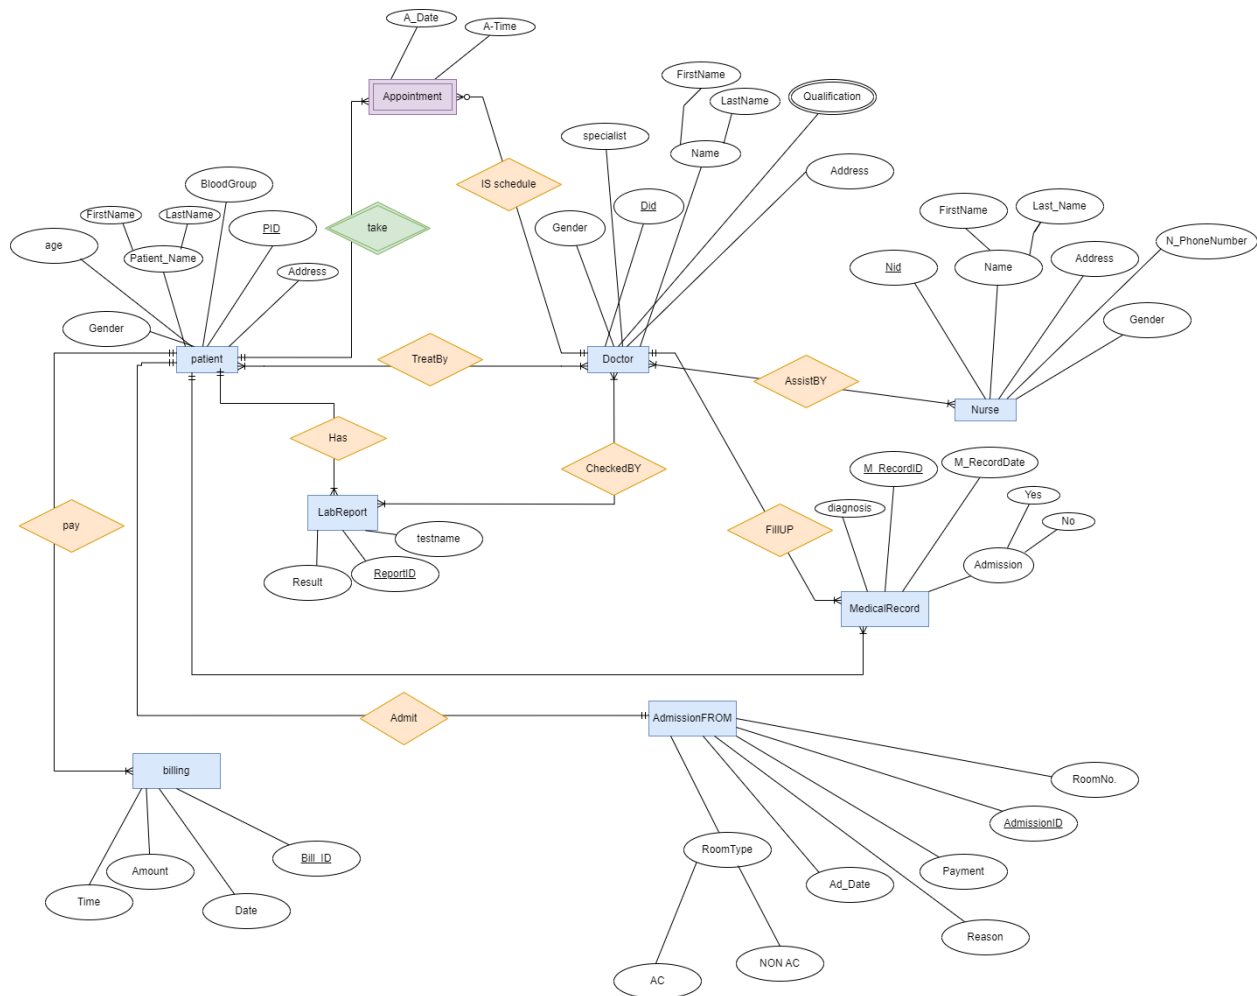 A_Date
A-Time
Appointment
FirstName
LastName
Qualification
specialist
Name
Address
IS schedule
BloodGroup
FirstName
LastName
PID
take
Did
Gender
FirstName
Last_Name
N_PhoneNumber
age
Patient_Name
Address
Nid
Name
Address
Gender
Gender
patient
TreatBy
Doctor
AssistBY
Nurse
Has
CheckedBY
M_RecordID
M_RecordDate
Yes
diagnosis
No
LabReport
pay
testname
FillUP
Admission
Result
ReportID
MedicalRecord
Admit
AdmissionFROM
billing
RoomNo.
AdmissionID
RoomType
Bill_ID
Amount
Payment
Ad_Date
Time
Date
Reason
NON AC
AC